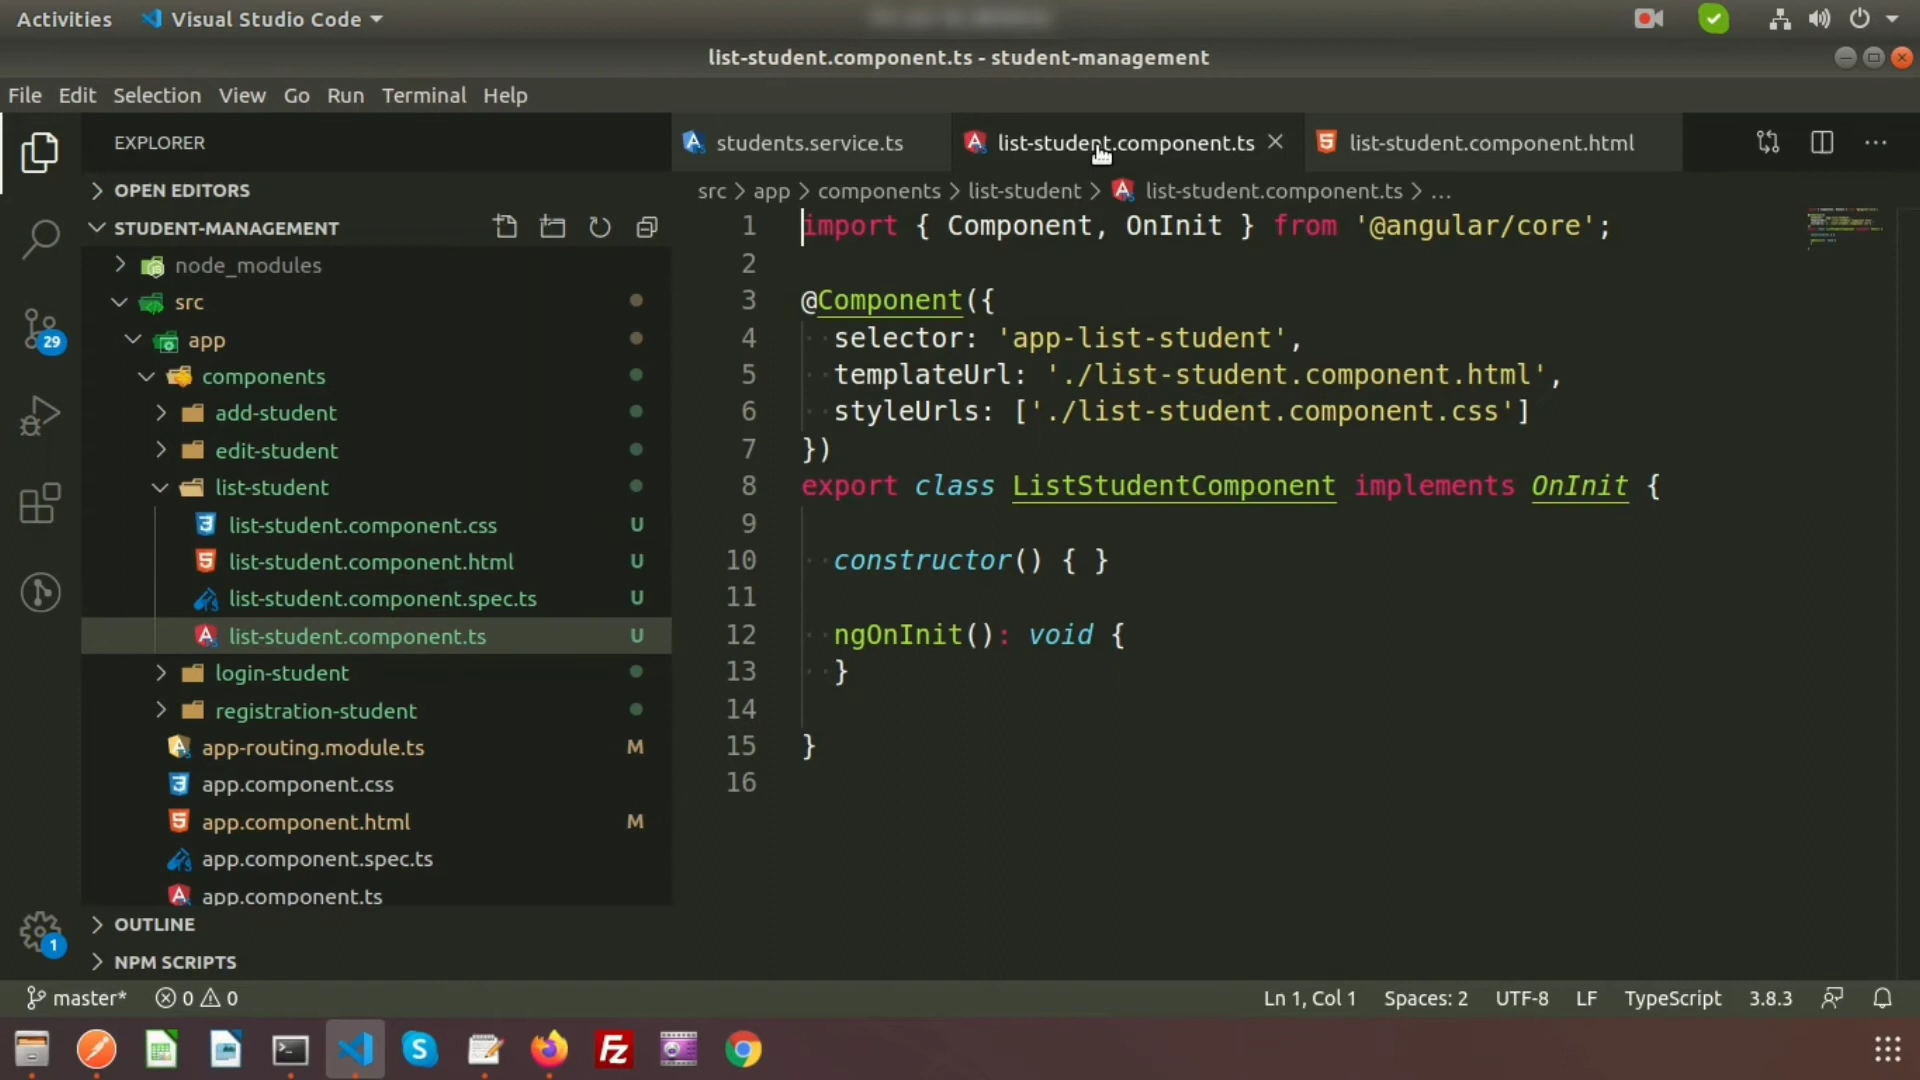 Activities Visual Studio Code
list-student.component.ts - student-management
File Edit Selection View Go Run Terminal Help
EXPLORER
OPEN EDITORS
STUDENT-MANAGEMENT
node_modules
src
app
components
add-student
edit-student
list-student
list-student.component.css U
list-student.component.html U
list-student.component.spec.ts U
list-student.component.ts U
login-student
registration-student
app-routing.module.ts M
app.component.css
app.component.html M
app.component.spec.ts
app.component.ts
OUTLINE
NPM SCRIPTS
29
1
students.service.ts list-student.component.ts list-student.component.html
src > app > components > list-student > list-student.component.ts > ...
1 import { Component, OnInit } from '@angular/core';
2
3 @Component({
4 selector: 'app-list-student',
5 templateUrl: './list-student.component.html',
6 styleUrls: ['./list-student.component.css']
7 })
8 export class ListStudentComponent implements OnInit {
9
10 constructor() { }
11
12 ngOnInit(): void {
13 }
14
15 }
16
master* 0 0 Ln 1, Col 1 Spaces: 2 UTF-8 LF TypeScript 3.8.3